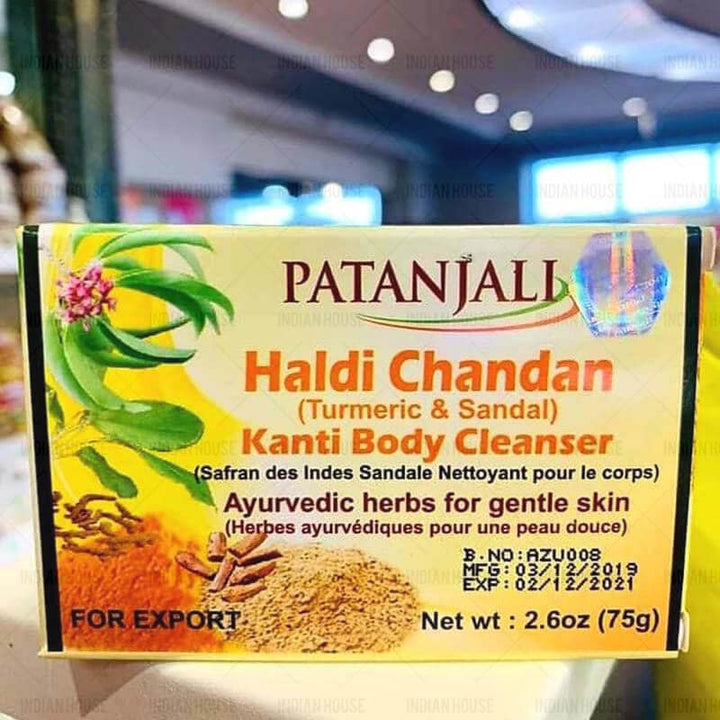 PATANJALI
Haldi Chandan
(Turmeric & Sandal)
Kanti Body Cleanser
(Safran des Indes Sandale Nettoyant pour le corps)
Ayurvedic herbs for gentle skin
(Herbes ayurvédiques pour une peau douce)
B.NO:AZU008
MFG:03/12/2019
EXP:02/12/2021
FOR EXPORT
Net wt : 2.6oz (75g)
INDIAN HOUSE